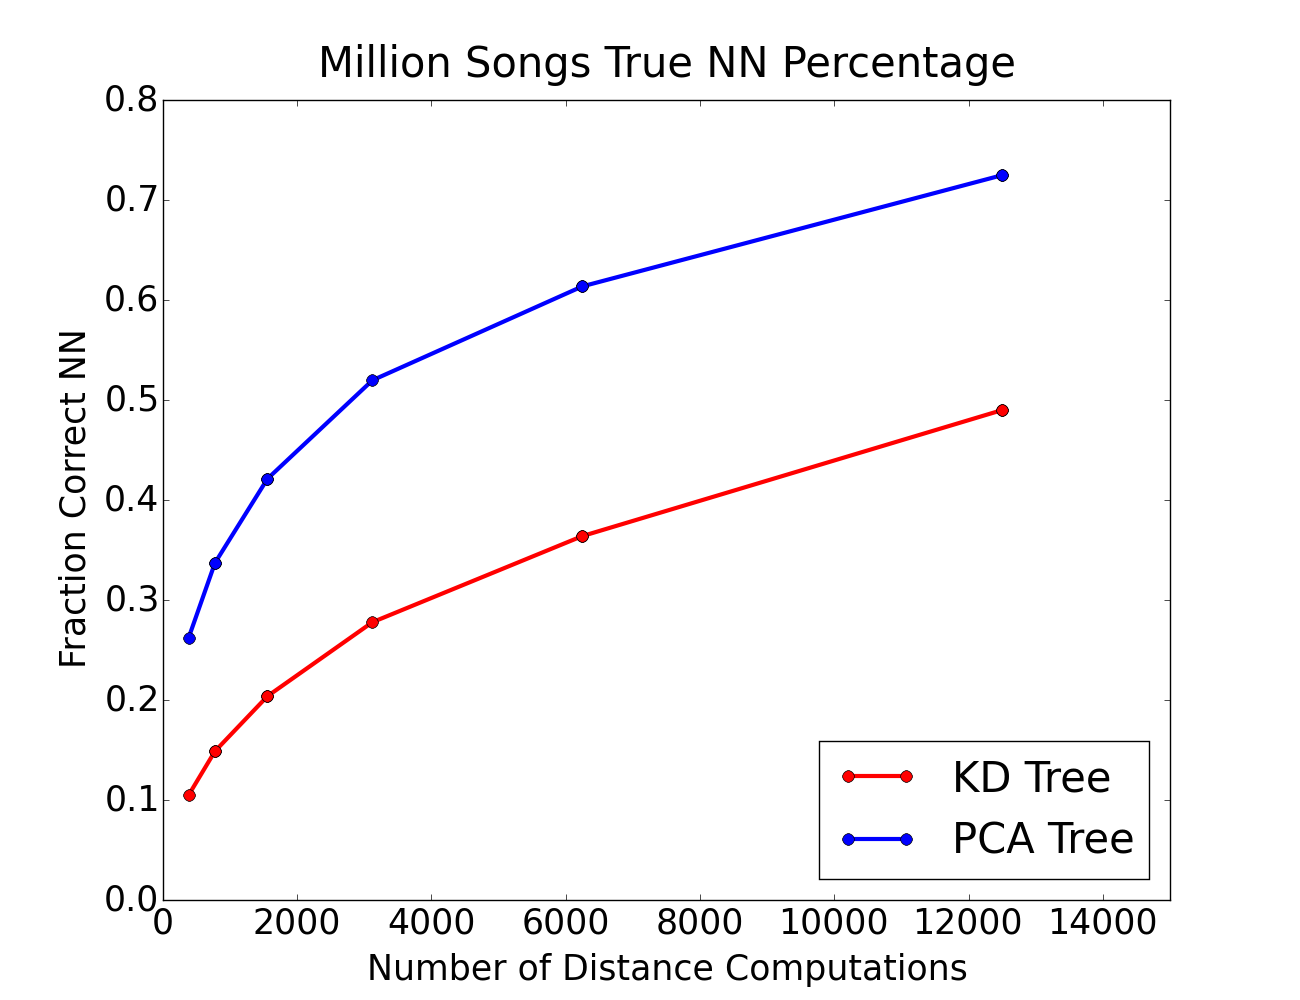 Million Songs True NN Percentage
0.8
0.7
0.6
0.5
0.4
0.3
0.2
0.1
0.0
Fraction Correct NN
KD Tree
PCA Tree
0 2000 4000 6000 8000 10000 12000 14000
Number of Distance Computations